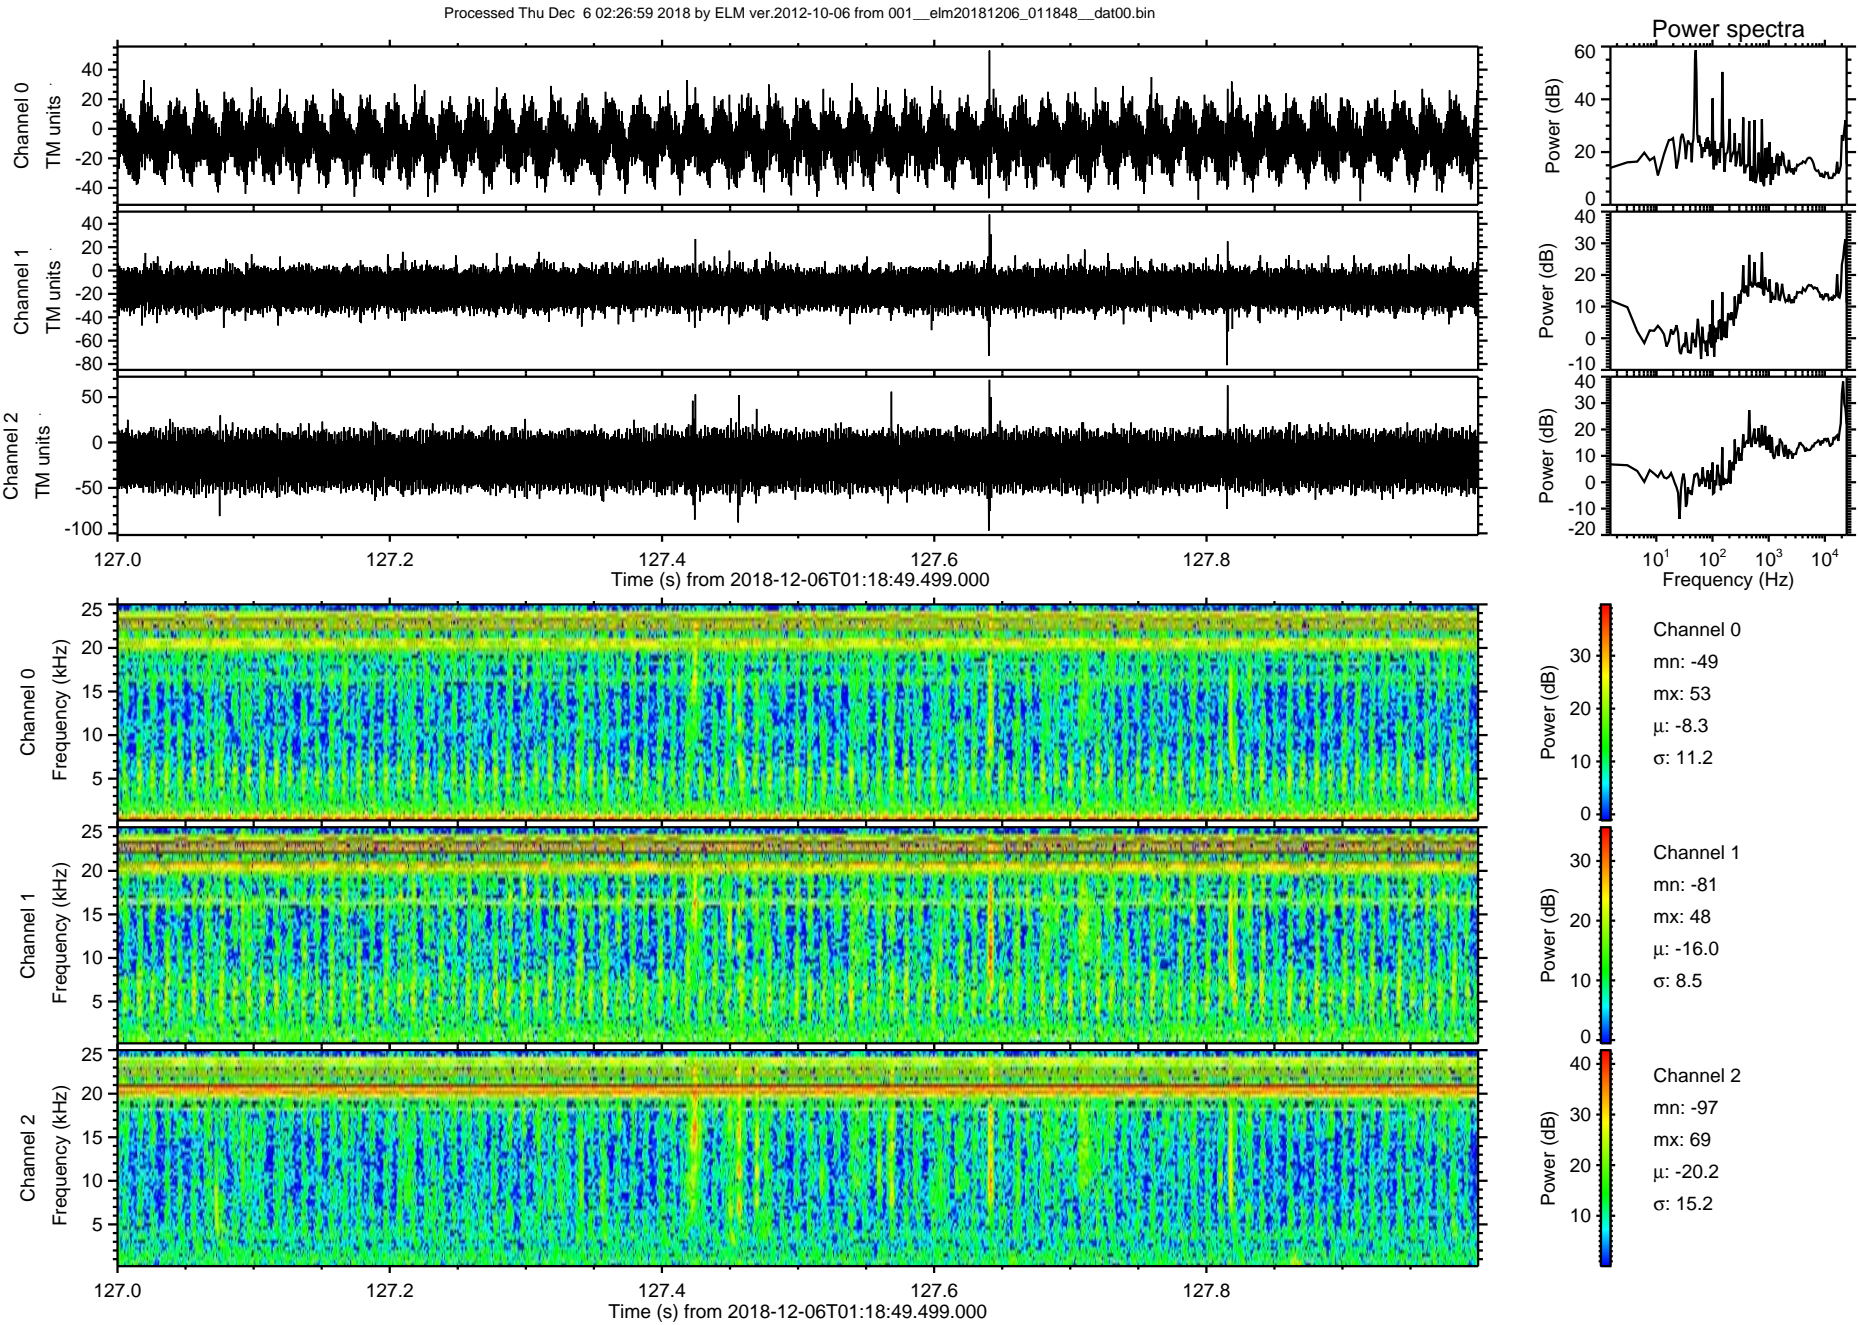 Processed Thu Dec  6 02:26:59 2018 by ELM ver.2012-10-06 from 001__elm20181206_011848__dat00.bin
Power spectra
Channel 0
TM units
40
20
0
-20
-40
Power (dB)
60
40
20
0
Channel 1
TM units
40
20
0
-20
-40
-60
-80
Power (dB)
40
30
20
10
0
-10
Channel 2
TM units
50
0
-50
-100
Power (dB)
40
30
20
10
0
-10
-20
127.0 127.2 127.4 127.6 127.8
Time (s) from 2018-12-06T01:18:49.499.000
10¹ 10² 10³ 10⁴
Frequency (Hz)
Channel 0
Frequency (kHz)
25
20
15
10
5
Power (dB)
30
20
10
0
Channel 0
mn: -49
mx: 53
μ: -8.3
σ: 11.2
Channel 1
Frequency (kHz)
25
20
15
10
5
Power (dB)
30
20
10
0
Channel 1
mn: -81
mx: 48
μ: -16.0
σ: 8.5
Channel 2
Frequency (kHz)
25
20
15
10
5
Power (dB)
40
30
20
10
Channel 2
mn: -97
mx: 69
μ: -20.2
σ: 15.2
127.0 127.2 127.4 127.6 127.8
Time (s) from 2018-12-06T01:18:49.499.000